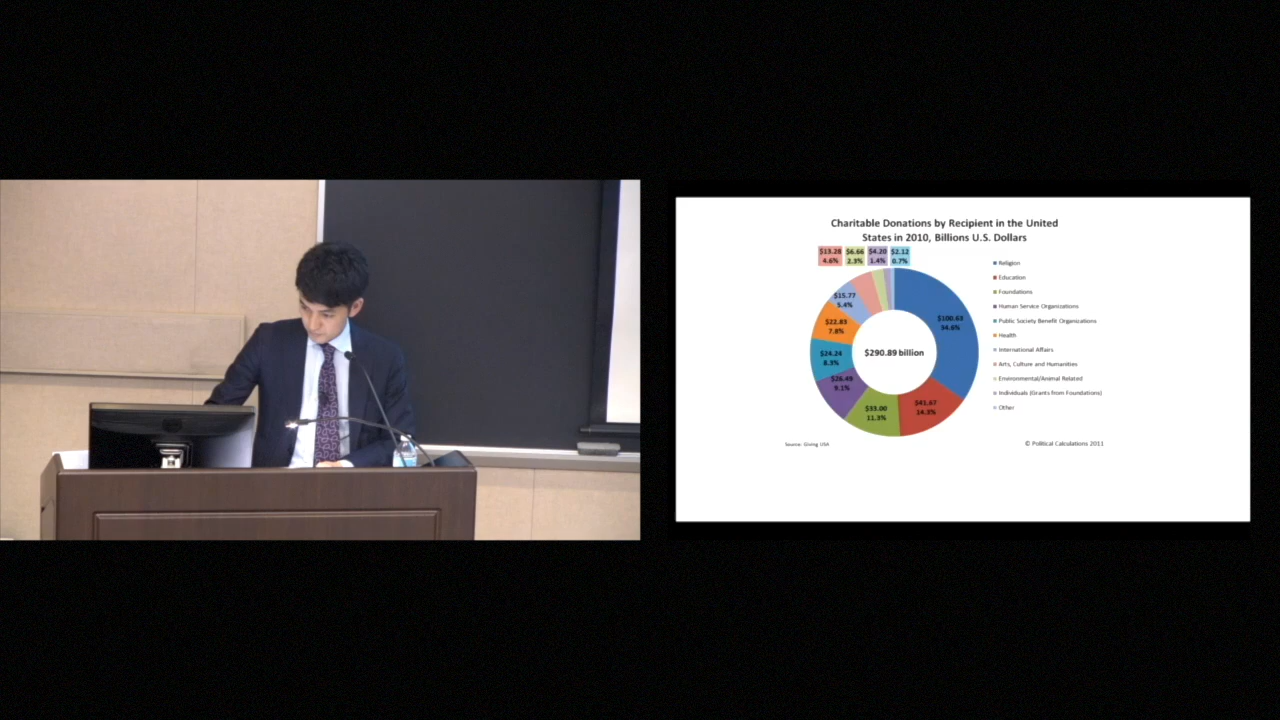 Charitable Donations by Recipient in the United
States in 2010, Billions U.S. Dollars
$13.28
4.6%
$6.66
2.3%
$4.20
1.4%
$2.12
0.7%
$15.77
5.4%
$22.83
7.8%
$24.24
8.3%
$26.49
9.1%
$33.00
11.3%
$41.67
14.3%
$100.63
34.6%
$290.89 billion
Religion
Education
Foundations
Human Service Organizations
Public Society Benefit Organizations
Health
International Affairs
Arts, Culture and Humanities
Environmental/Animal Related
Individuals (Grants from Foundations)
Other
Source: Giving USA
© Political Calculations 2011